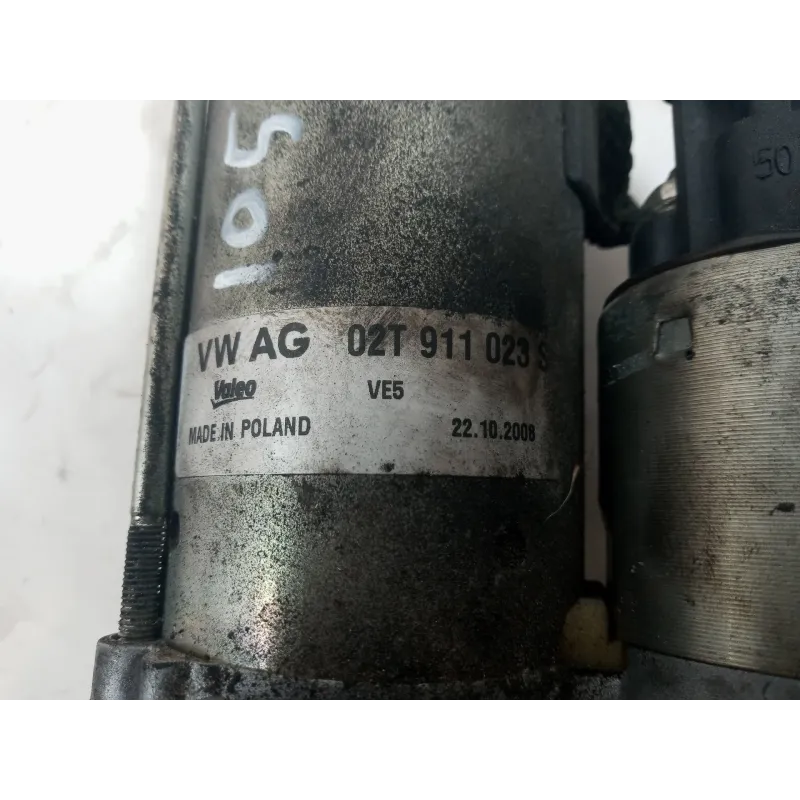 105
50
VW AG 02T 911 023 S
Valeo VE5
MADE IN POLAND 22.10.2008